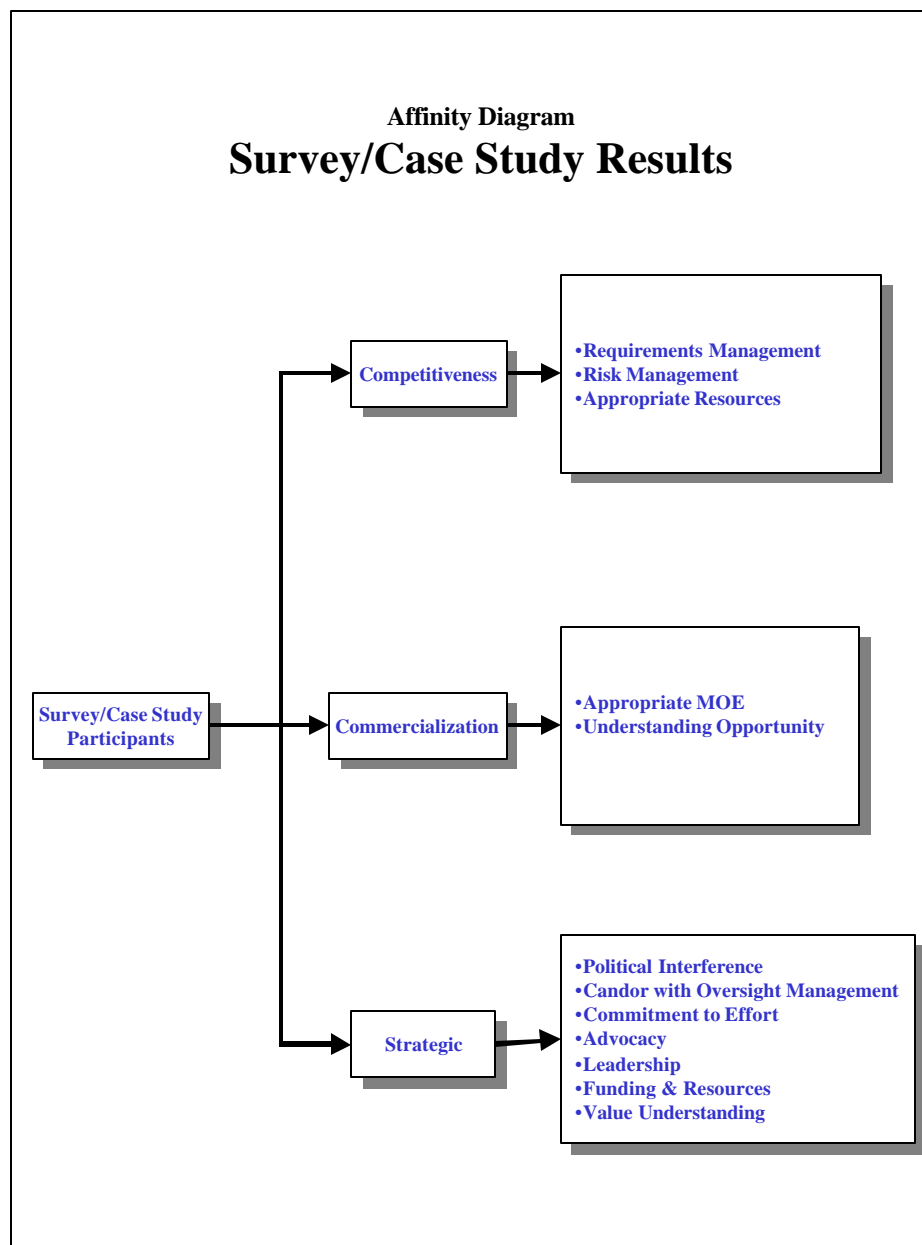 Affinity Diagram
Survey/Case Study Results
Competitiveness
•Requirements Management
•Risk Management
•Appropriate Resources
Survey/Case Study
Participants
Commercialization
•Appropriate MOE
•Understanding Opportunity
Strategic
•Political Interference
•Candor with Oversight Management
•Commitment to Effort
•Advocacy
•Leadership
•Funding & Resources
•Value Understanding